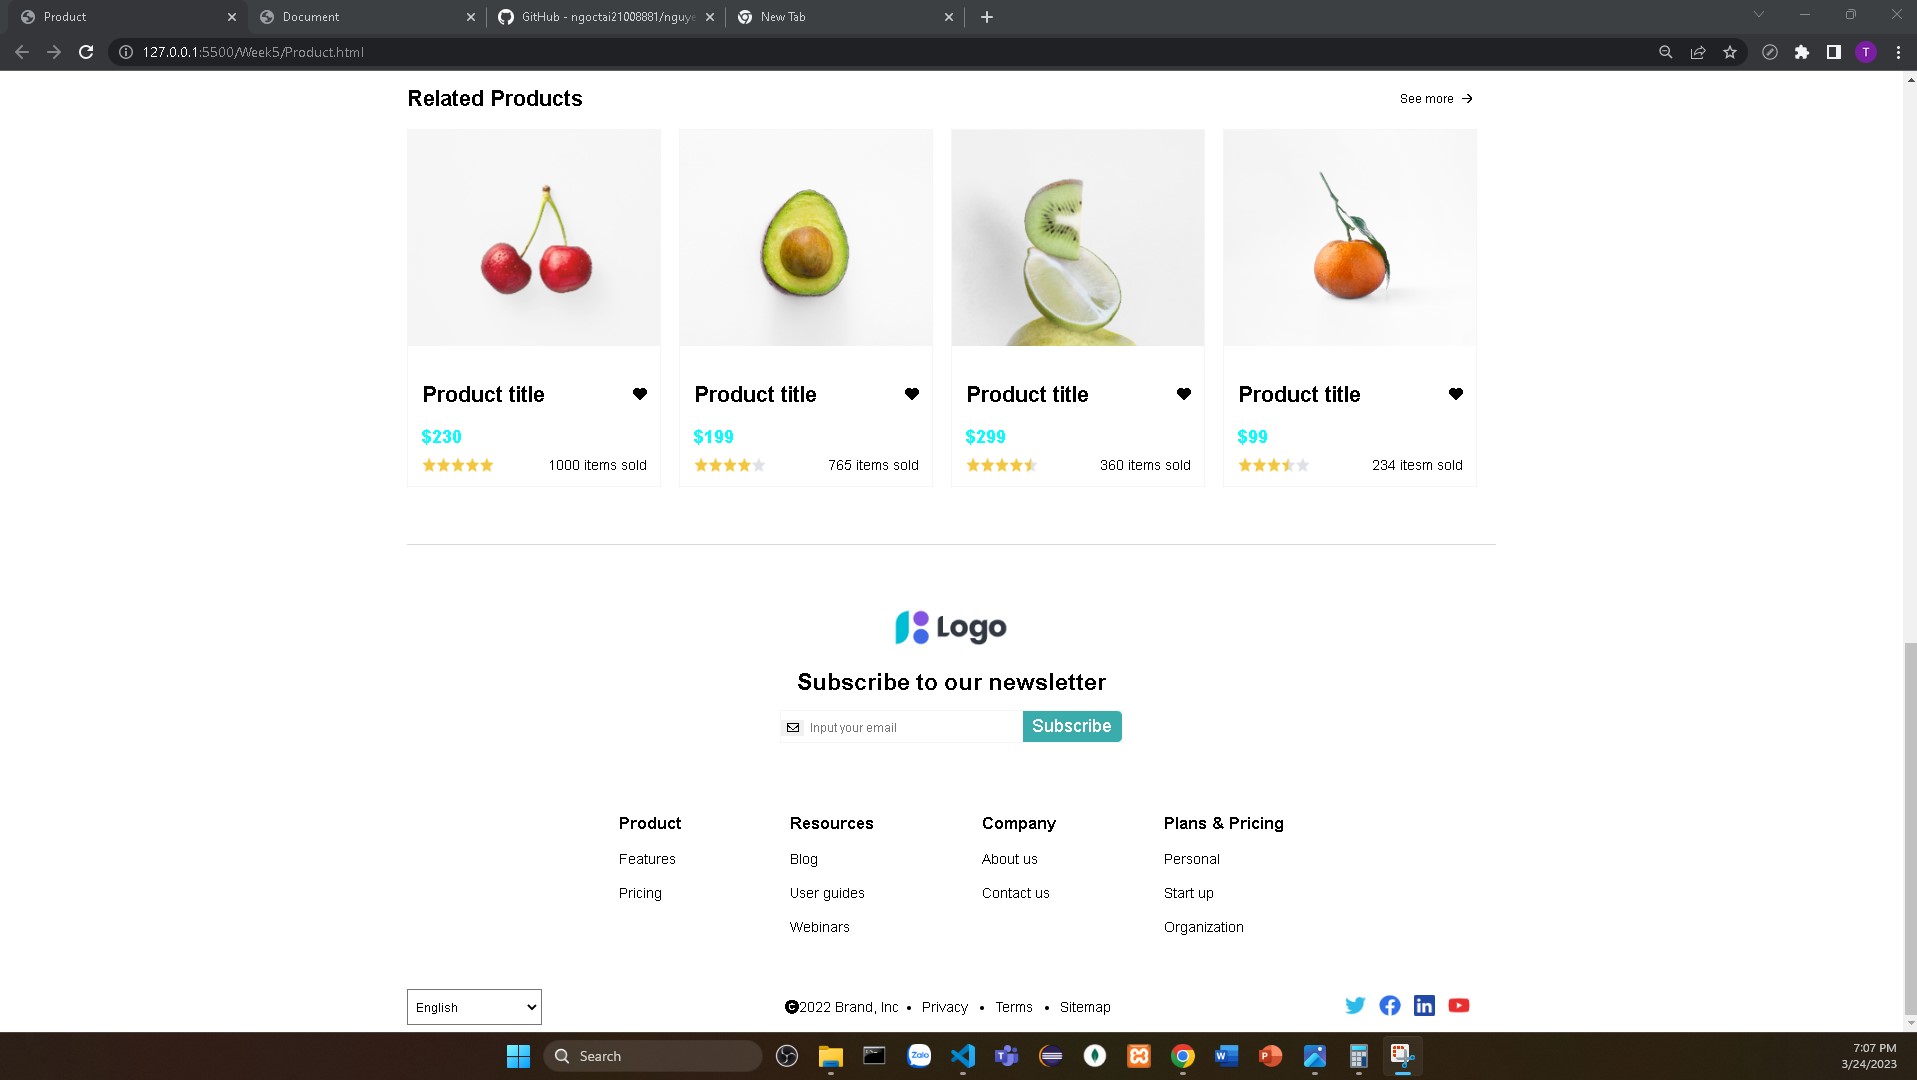 Product
Document
GitHub - ngoctai21008881/nguye
New Tab
127.0.0.1:5500/Week5/Product.html
T
Related Products
See more
Product title
Product title
Product title
Product title
$230
$199
$299
$99
1000 items sold
765 items sold
360 items sold
234 itesm sold
Logo
Subscribe to our newsletter
Input your email
Subscribe
Product
Resources
Company
Plans & Pricing
Features
Blog
About us
Personal
Pricing
User guides
Contact us
Start up
Webinars
Organization
English
©2022 Brand, Inc • Privacy • Terms • Sitemap
Search
Zalo
7:07 PM
3/24/2023